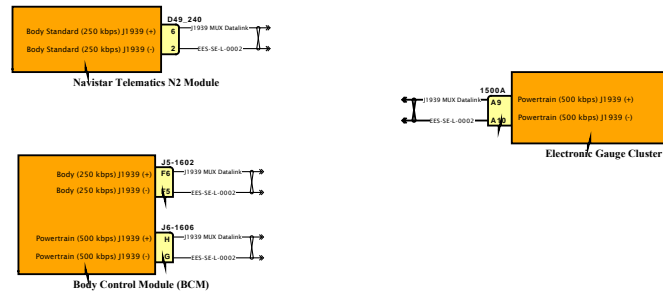 D49_240
Body Standard (250 kbps) J1939 (+) 6 J1939 MUX Datalink
Body Standard (250 kbps) J1939 (-) 2 EES-SE-L-0002
Navistar Telematics N2 Module
1500A
J1939 MUX Datalink A9 Powertrain (500 kbps) J1939 (+)
EES-SE-L-0002 A10 Powertrain (500 kbps) J1939 (-)
Electronic Gauge Cluster
J5-1602
Body (250 kbps) J1939 (+) F6 J1939 MUX Datalink
Body (250 kbps) J1939 (-) F5 EES-SE-L-0002
J6-1606
Powertrain (500 kbps) J1939 (+) H J1939 MUX Datalink
Powertrain (500 kbps) J1939 (-) G EES-SE-L-0002
Body Control Module (BCM)